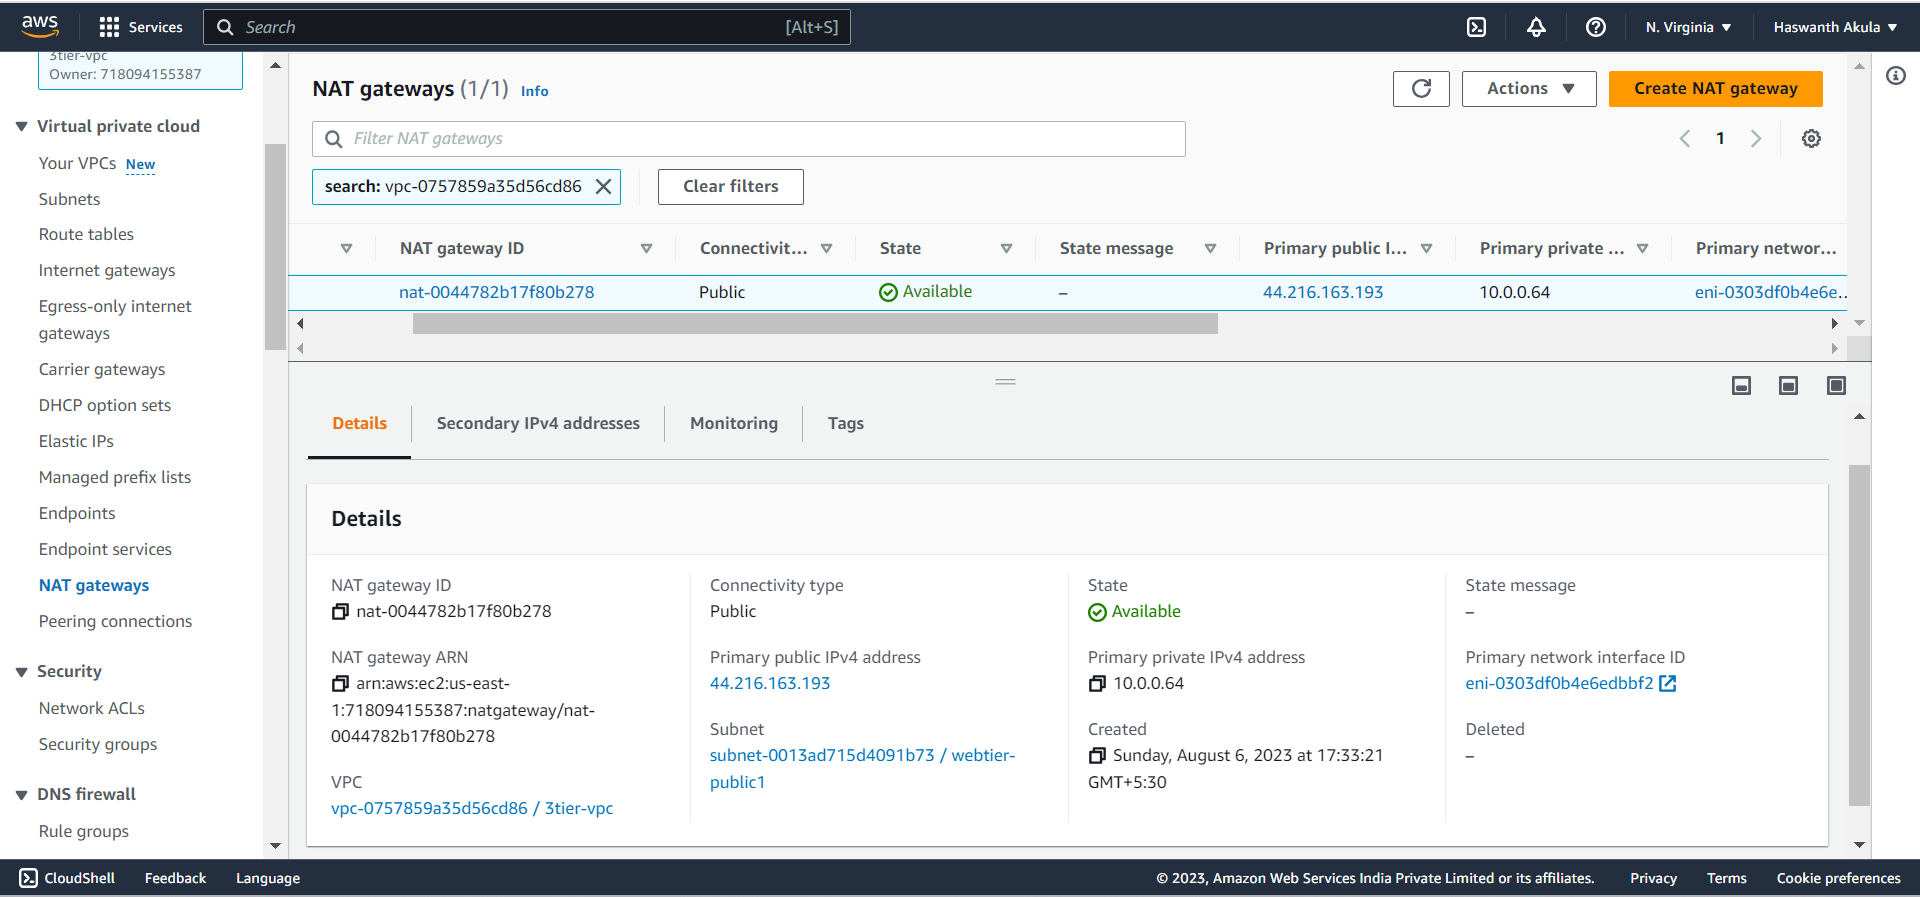 aws
Services
Search
[Alt+S]
N. Virginia
Haswanth Akula
3tier-vpc
Owner: 718094155387
Virtual private cloud
Your VPCs New
Subnets
Route tables
Internet gateways
Egress-only internet
gateways
Carrier gateways
DHCP option sets
Elastic IPs
Managed prefix lists
Endpoints
Endpoint services
NAT gateways
Peering connections
Security
Network ACLs
Security groups
DNS firewall
Rule groups
NAT gateways (1/1) Info
Actions
Create NAT gateway
Filter NAT gateways
1
search: vpc-0757859a35d56cd86
Clear filters
NAT gateway ID Connectivit... State State message Primary public I... Primary private ... Primary networ...
nat-0044782b17f80b278 Public Available – 44.216.163.193 10.0.0.64 eni-0303df0b4e6e...
Details Secondary IPv4 addresses Monitoring Tags
Details
NAT gateway ID
nat-0044782b17f80b278
NAT gateway ARN
arn:aws:ec2:us-east-
1:718094155387:natgateway/nat-
0044782b17f80b278
VPC
vpc-0757859a35d56cd86 / 3tier-vpc
Connectivity type
Public
Primary public IPv4 address
44.216.163.193
Subnet
subnet-0013ad715d4091b73 / webtier-
public1
State
Available
Primary private IPv4 address
10.0.0.64
Created
Sunday, August 6, 2023 at 17:33:21
GMT+5:30
State message
–
Primary network interface ID
eni-0303df0b4e6edbbf2
Deleted
–
CloudShell Feedback Language
© 2023, Amazon Web Services India Private Limited or its affiliates. Privacy Terms Cookie preferences